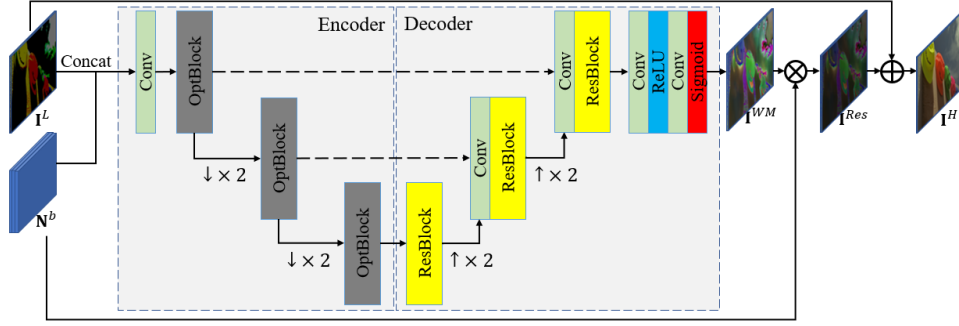 Encoder
Decoder
I^L
Concat
Conv
OptBlock
Conv
ResBlock
Conv
ReLU
Conv
Sigmoid
I^{WM}
I^{Res}
I^H
N^b
↓ × 2
OptBlock
Conv
ResBlock
↑ × 2
↓ × 2
OptBlock
ResBlock
↑ × 2